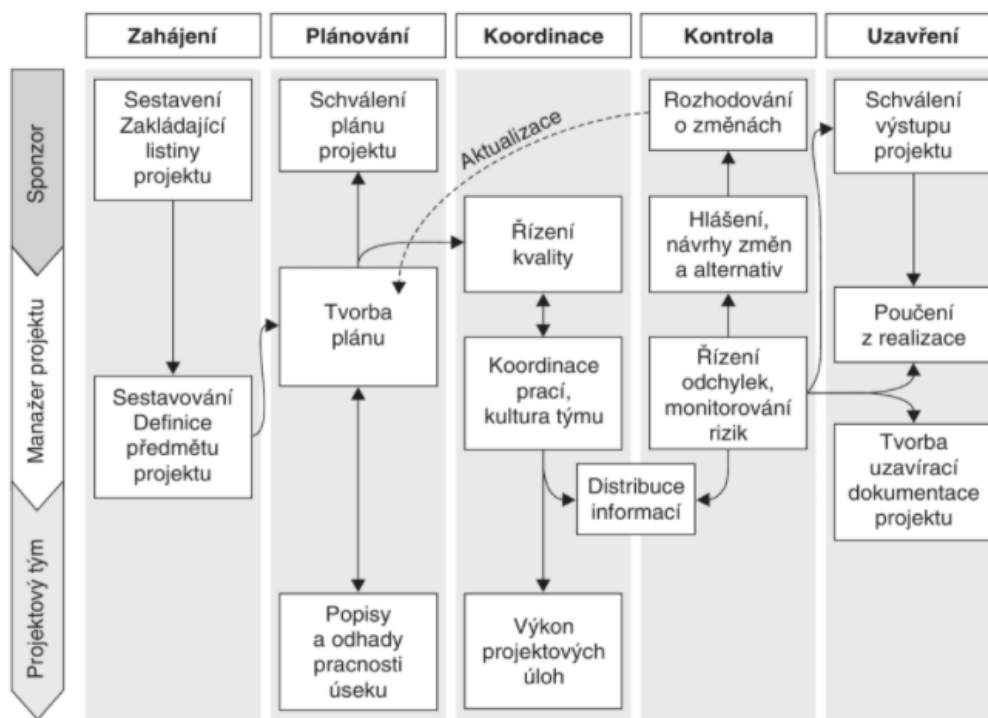 Zahájení
Plánování
Koordinace
Kontrola
Uzavření
Sponzor
Manažer projektu
Projektový tým
Sestavení
Zakládající
listiny
projektu
Sestavování
Definice
předmětu
projektu
Schválení
plánu
projektu
Aktualizace
Tvorba
plánu
Popisy
a odhady
pracnosti
úseku
Řízení
kvality
Koordinace
prací,
kultura týmu
Distribuce
informací
Výkon
projektových
úloh
Rozhodování
o změnách
Hlášení,
návrhy změn
a alternativ
Řízení
odchylek,
monitorování
rizik
Schválení
výstupu
projektu
Poučení
z realizace
Tvorba
uzavírací
dokumentace
projektu